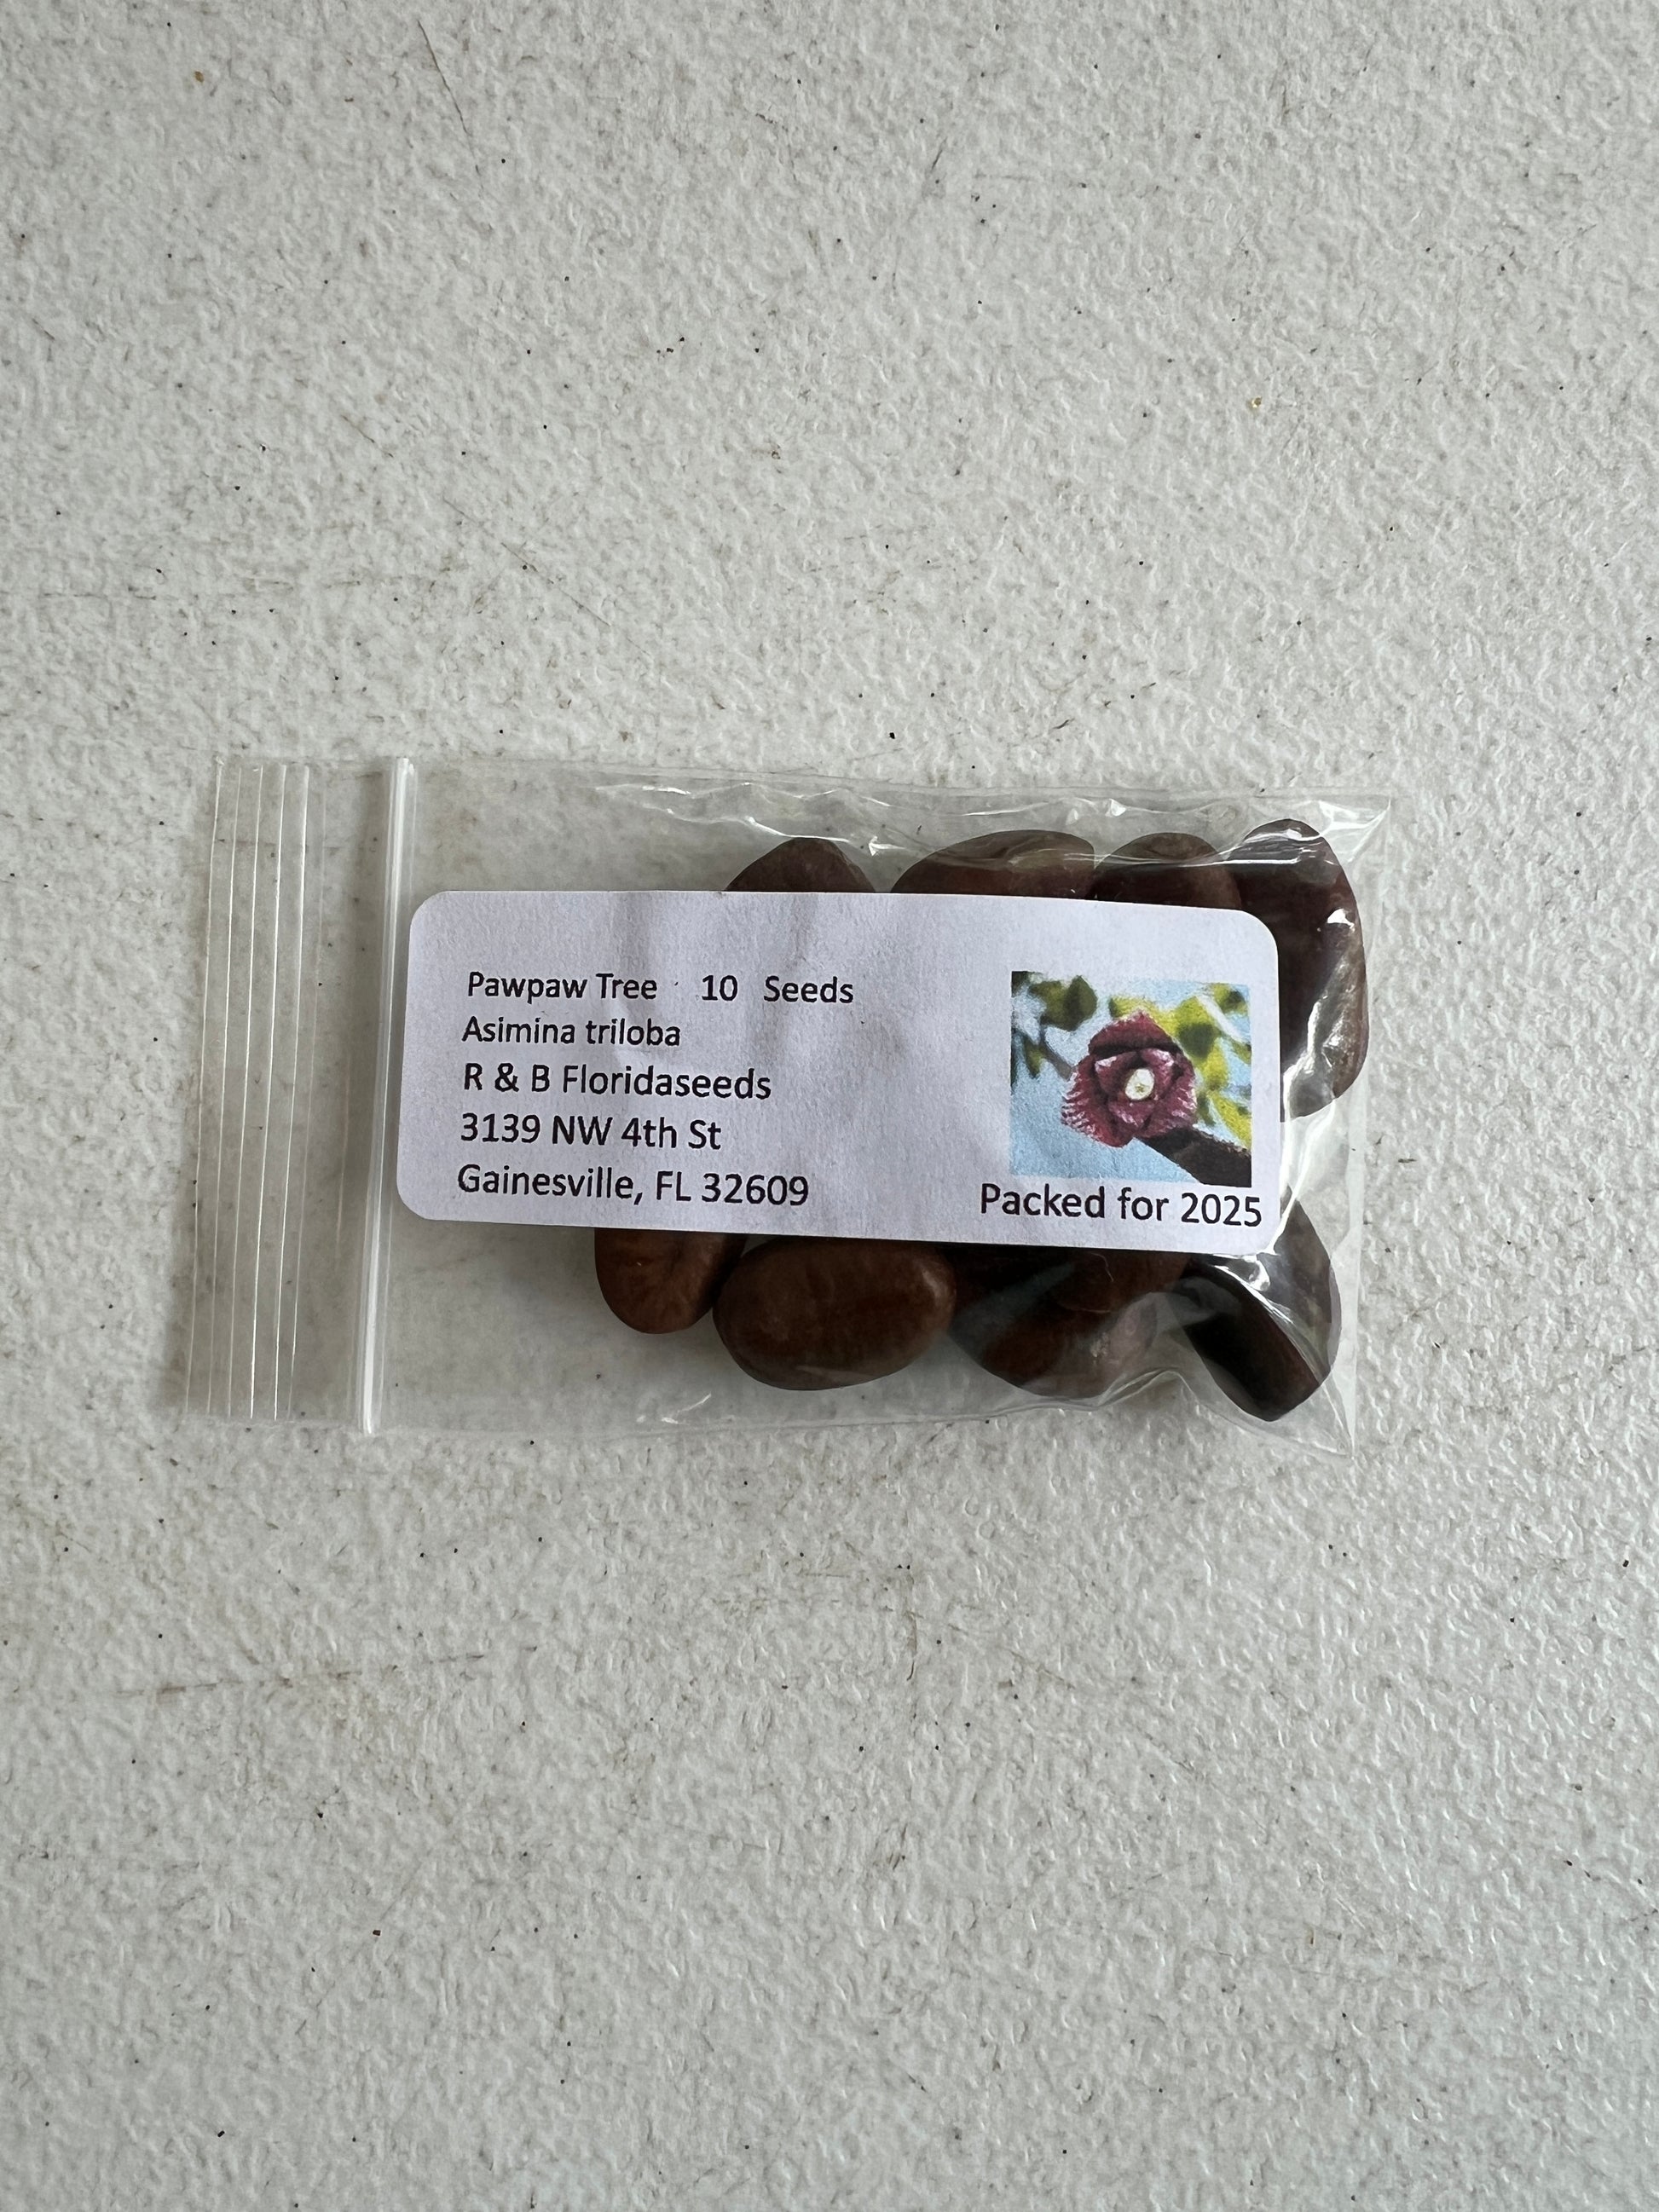 Pawpaw Tree 10 Seeds
Asimina triloba
R & B Floridaseeds
3139 NW 4th St
Gainesville, FL 32609
Packed for 2025